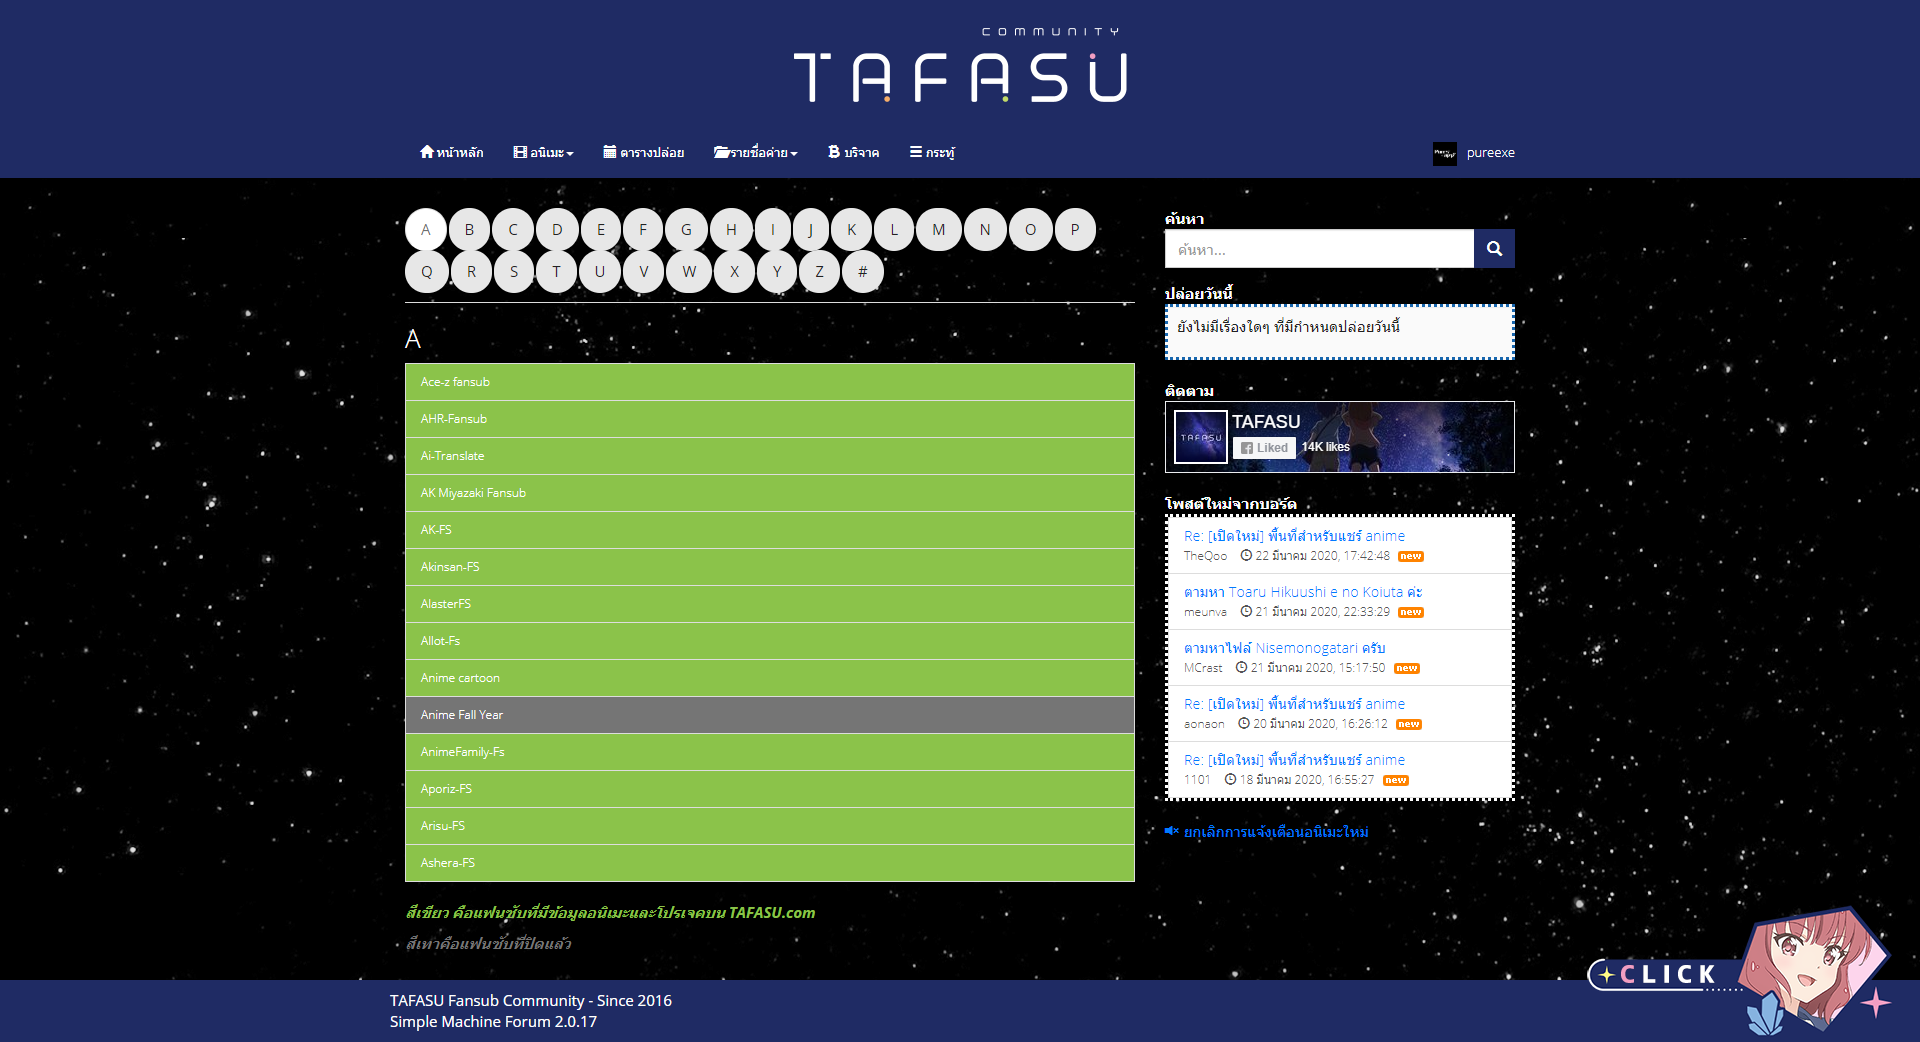 COMMUNITY
TAFASU
หน้าหลัก อนิเมะ ตารางปล่อย รายชื่อค่าย บริจาค กระทู้ pureexe
A B C D E F G H I J K L M N O P
Q R S T U V W X Y Z #
A
Ace-z fansub
AHR-Fansub
Ai-Translate
AK Miyazaki Fansub
AK-FS
Akinsan-FS
AlasterFS
Allot-Fs
Anime cartoon
Anime Fall Year
AnimeFamily-Fs
Aporiz-FS
Arisu-FS
Ashera-FS
สีเขียว คือแฟนซับที่มีข้อมูลอนิเมะและโปรเจคบน TAFASU.com
สีเทาคือแฟนซับที่ปิดแล้ว
ค้นหา
ค้นหา...
ปล่อยวันนี้
ยังไม่มีเรื่องใดๆ ที่มีกำหนดปล่อยวันนี้
ติดตาม
TAFASU
TAFASU
Liked 14K likes
โพสต์ใหม่จากบอร์ด
Re: [เปิดใหม่] พื้นที่สำหรับแชร์ anime
TheQoo 22 มีนาคม 2020, 17:42:48 new
ตามหา Toaru Hikuushi e no Koiuta ค่ะ
meunva 21 มีนาคม 2020, 22:33:29 new
ตามหาไฟล์ Nisemonogatari ครับ
MCrast 21 มีนาคม 2020, 15:17:50 new
Re: [เปิดใหม่] พื้นที่สำหรับแชร์ anime
aonaon 20 มีนาคม 2020, 16:26:12 new
Re: [เปิดใหม่] พื้นที่สำหรับแชร์ anime
1101 18 มีนาคม 2020, 16:55:27 new
ยกเลิกการแจ้งเตือนอนิเมะใหม่
CLICK
TAFASU Fansub Community - Since 2016
Simple Machine Forum 2.0.17